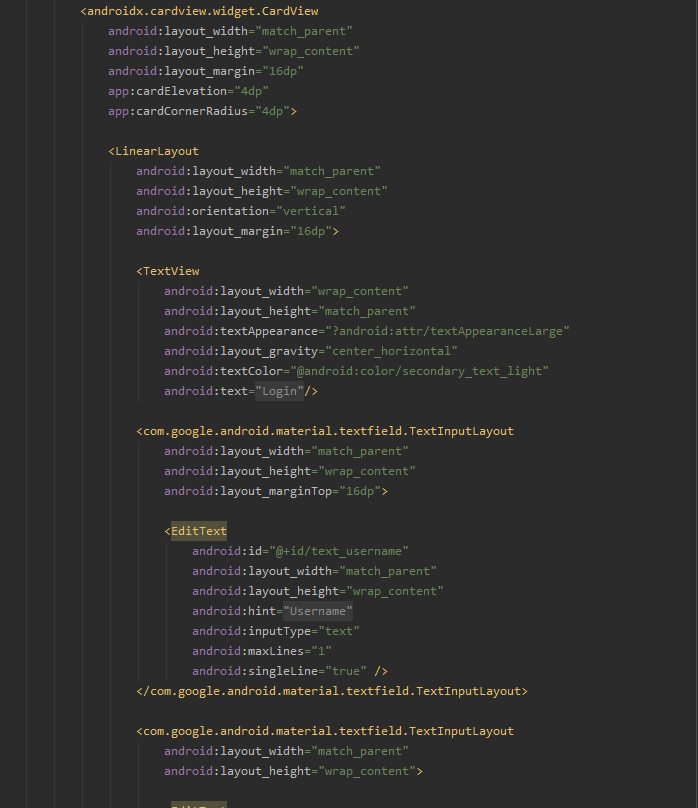 <androidx.cardview.widget.CardView
android:layout_width="match_parent"
android:layout_height="wrap_content"
android:layout_margin="16dp"
app:cardElevation="4dp"
app:cardCornerRadius="4dp">
<LinearLayout
android:layout_width="match_parent"
android:layout_height="wrap_content"
android:orientation="vertical"
android:layout_margin="16dp">
<TextView
android:layout_width="wrap_content"
android:layout_height="match_parent"
android:textAppearance="?android:attr/textAppearanceLarge"
android:layout_gravity="center_horizontal"
android:textColor="@android:color/secondary_text_light"
android:text="Login"/>
<com.google.android.material.textfield.TextInputLayout
android:layout_width="match_parent"
android:layout_height="wrap_content"
android:layout_marginTop="16dp">
<EditText
android:id="@+id/text_username"
android:layout_width="match_parent"
android:layout_height="wrap_content"
android:hint="Username"
android:inputType="text"
android:maxLines="1"
android:singleLine="true" />
</com.google.android.material.textfield.TextInputLayout>
<com.google.android.material.textfield.TextInputLayout
android:layout_width="match_parent"
android:layout_height="wrap_content">